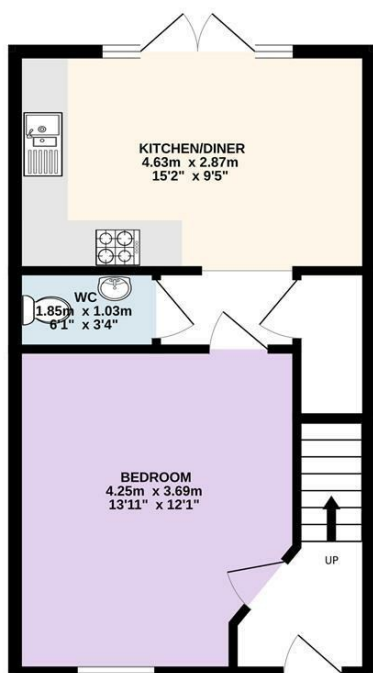 KITCHEN/DINER
4.63m x 2.87m
15'2" x 9'5"
WC
1.85m x 1.03m
6'1" x 3'4"
BEDROOM
4.25m x 3.69m
13'11" x 12'1"
UP